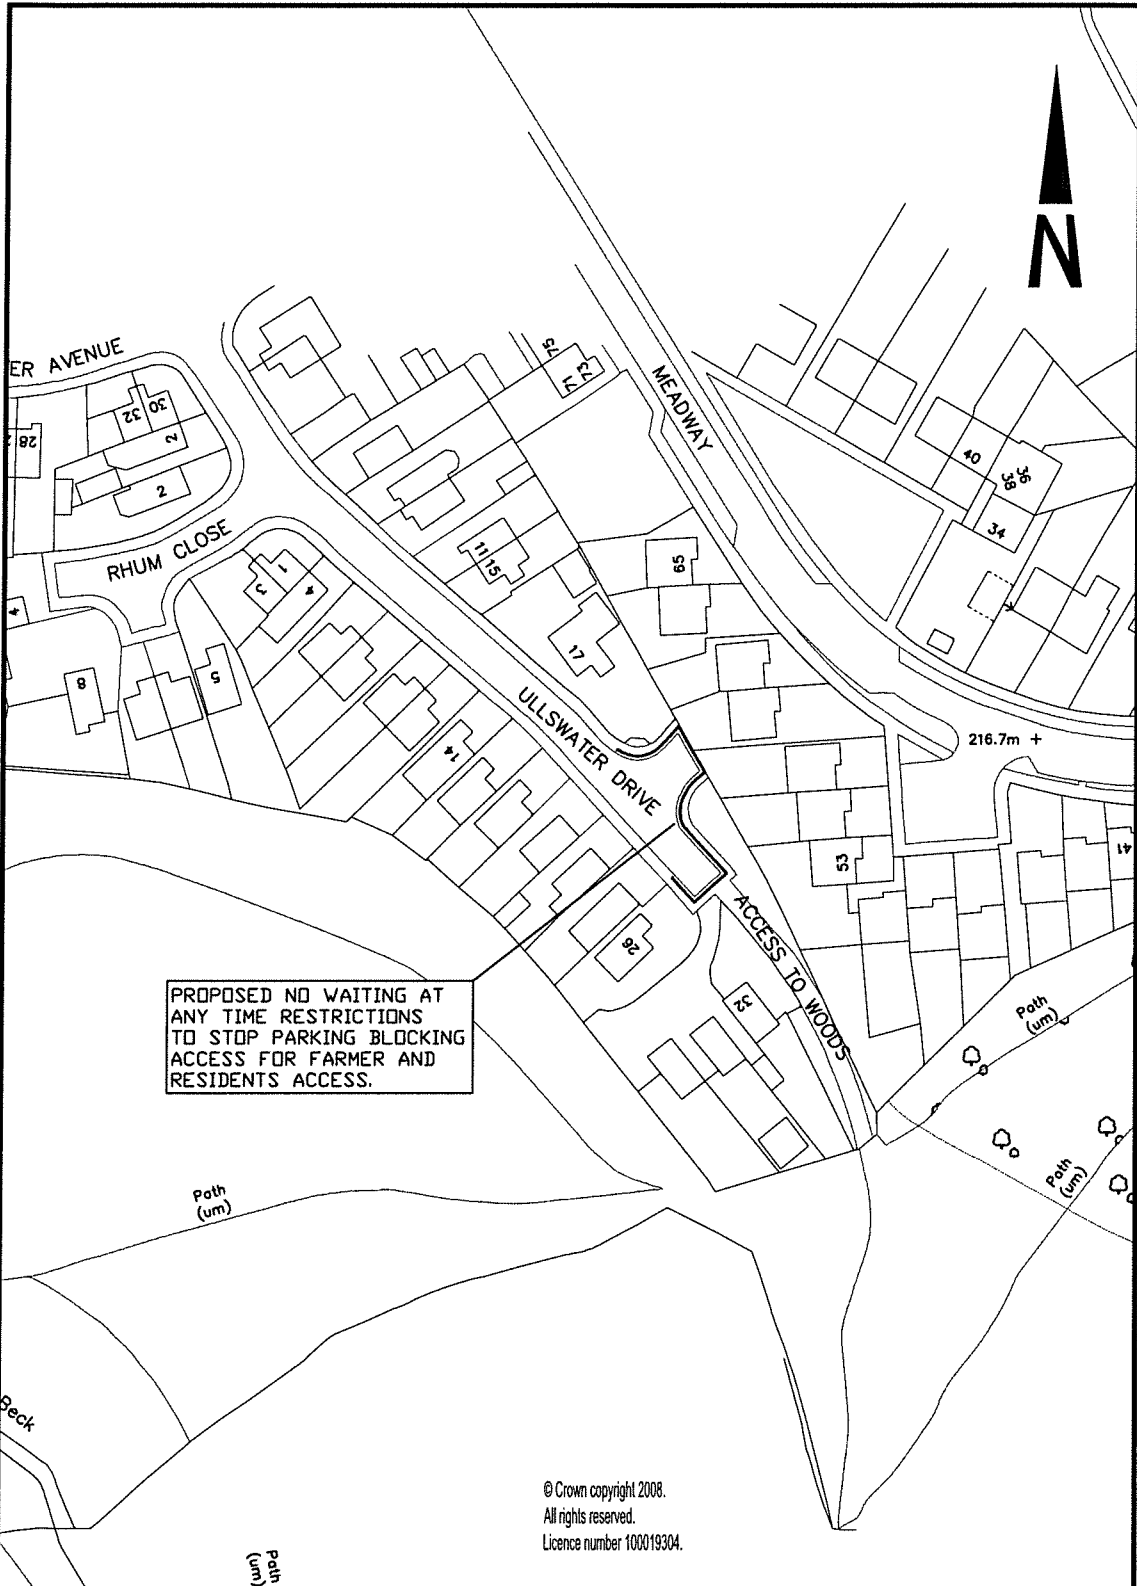 N
ER AVENUE
MEADWAY
75
73
71
30
32
28
2
2
40
36
38
34
RHUM CLOSE
11
15
65
1
3
4
4
17
8
5
ULLSWATER DRIVE
216.7m +
14
53
41
ACCESS TO WOODS
26
32
PROPOSED NO WAITING AT
ANY TIME RESTRICTIONS
TO STOP PARKING BLOCKING
ACCESS FOR FARMER AND
RESIDENTS ACCESS.
Path
(um)
Path
(um)
Path
(um)
Beck
© Crown copyright 2008.
All rights reserved.
Licence number 100019304.
Path
(um)